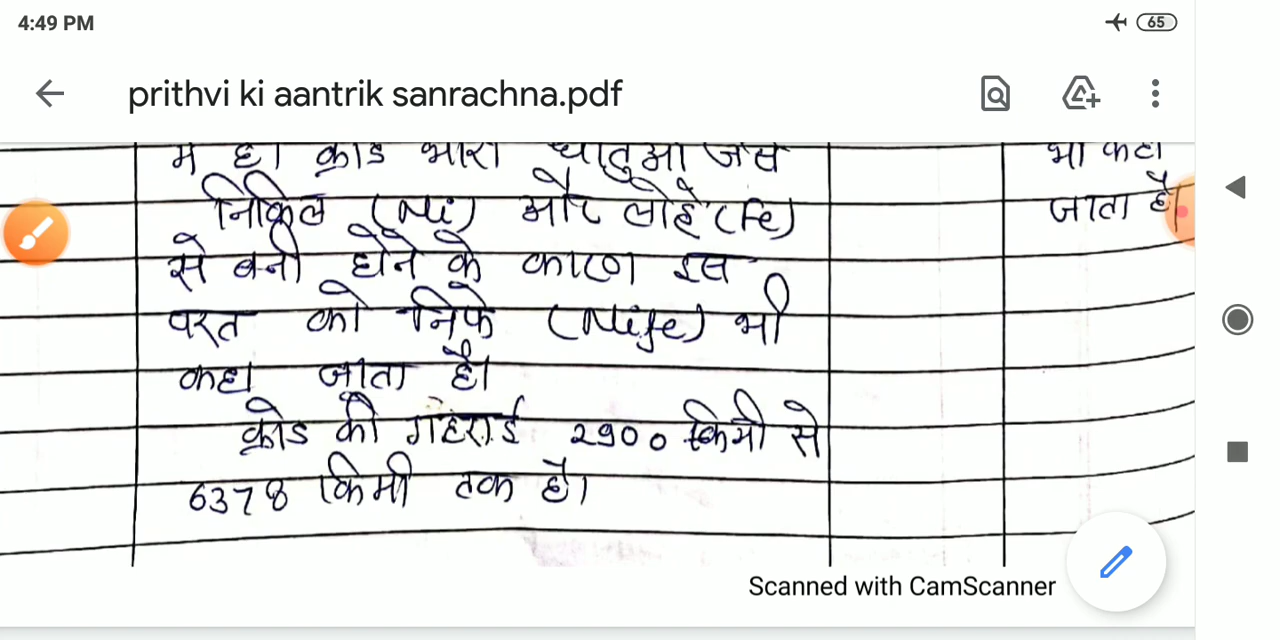 4:49 PM
65
prithvi ki aantrik sanrachna.pdf
में है। क्रोड भारी धातुओं जैसे
निकिल (Ni) और लोहे (Fe)
से बनी होने के कारण इस
परत को निफे (Nife) भी
कहा जाता है।
क्रोड की गहराई 2900 किमी से
6378 किमी तक है।
भी कहा
जाता है।
Scanned with CamScanner